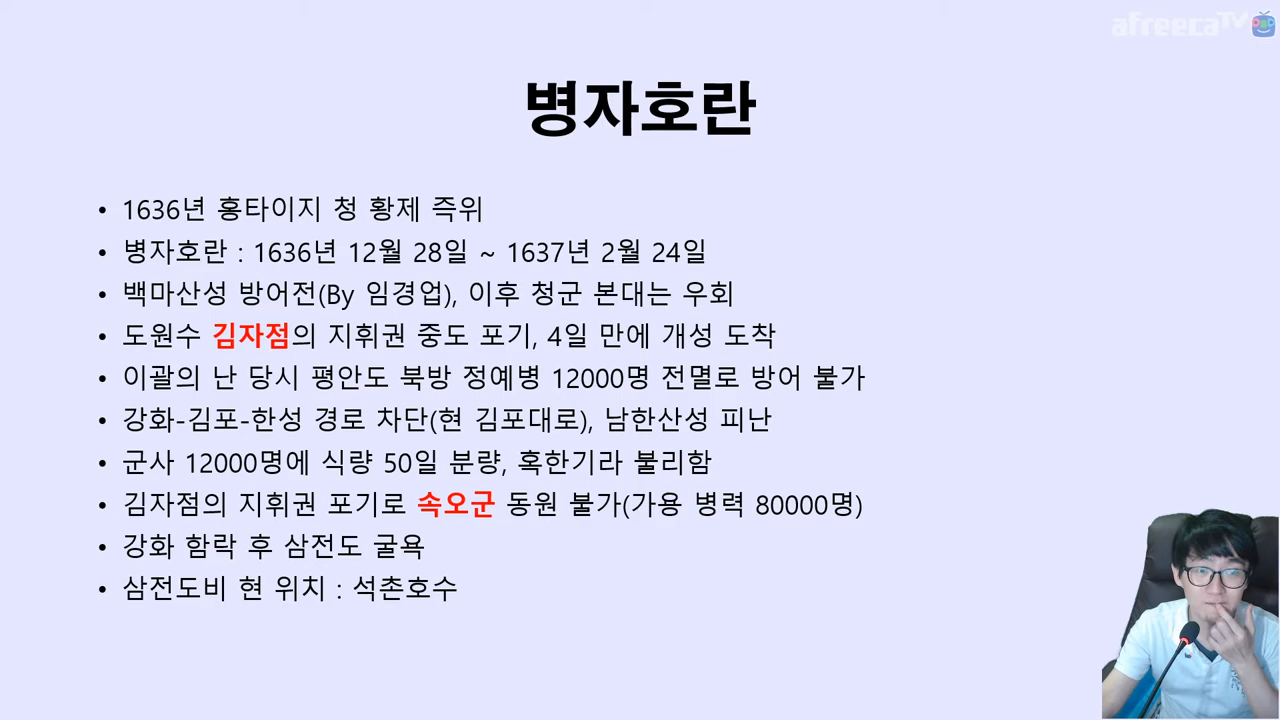 afreecaTV
병자호란
• 1636년 홍타이지 청 황제 즉위
• 병자호란 : 1636년 12월 28일 ~ 1637년 2월 24일
• 백마산성 방어전(By 임경업), 이후 청군 본대는 우회
• 도원수 김자점의 지휘권 중도 포기, 4일 만에 개성 도착
• 이괄의 난 당시 평안도 북방 정예병 12000명 전멸로 방어 불가
• 강화-김포-한성 경로 차단(현 김포대로), 남한산성 피난
• 군사 12000명에 식량 50일 분량, 혹한기라 불리함
• 김자점의 지휘권 포기로 속오군 동원 불가(가용 병력 80000명)
• 강화 함락 후 삼전도 굴욕
• 삼전도비 현 위치 : 석촌호수